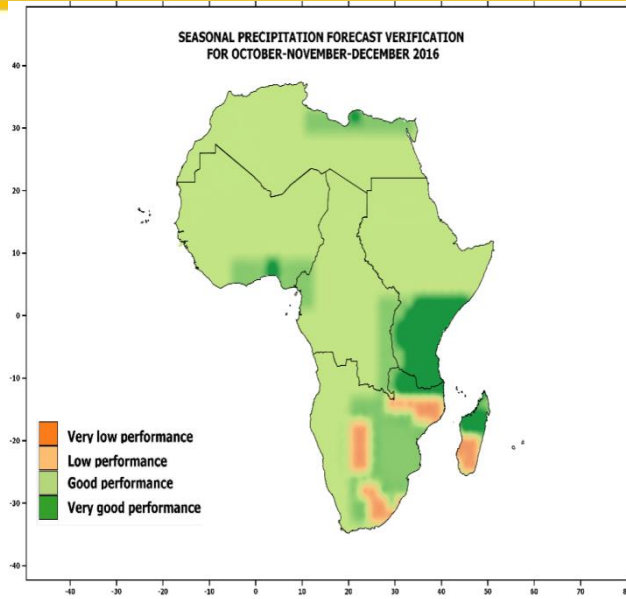 SEASONAL PRECIPITATION FORECAST VERIFICATION
FOR OCTOBER-NOVEMBER-DECEMBER 2016
40
30
20
10
0
-10
-20
-30
-40
Very low performance
Low performance
Good performance
Very good performance
-40 -30 -20 -10 0 10 20 30 40 50 60 70 80